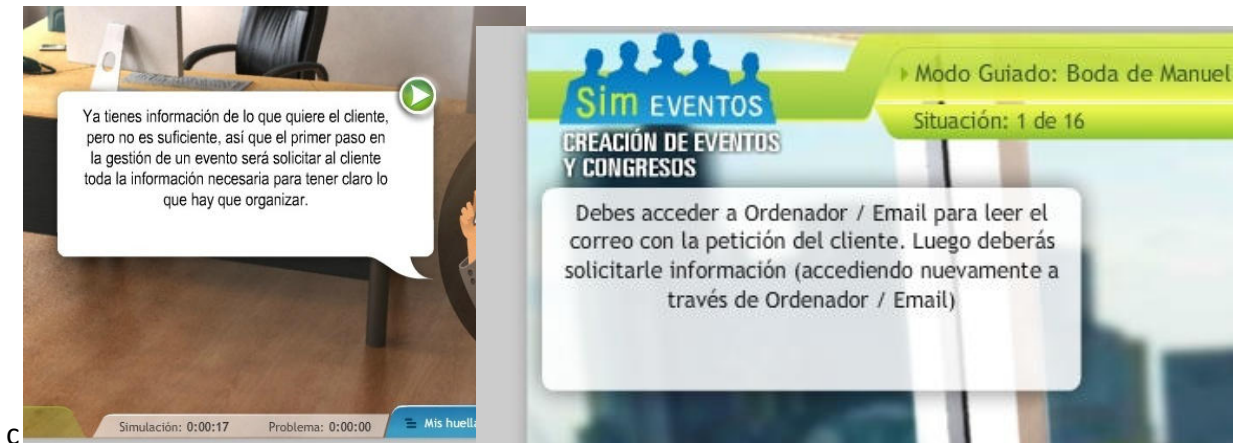 Ya tienes información de lo que quiere el cliente,
pero no es suficiente, así que el primer paso en
la gestión de un evento será solicitar al cliente
toda la información necesaria para tener claro lo
que hay que organizar.
Simulación: 0:00:17 Problema: 0:00:00 Mis huella
c
Sim EVENTOS
CREACIÓN DE EVENTOS
Y CONGRESOS
Modo Guiado: Boda de Manuel
Situación: 1 de 16
Debes acceder a Ordenador / Email para leer el
correo con la petición del cliente. Luego deberás
solicitarle información (accediendo nuevamente a
través de Ordenador / Email)